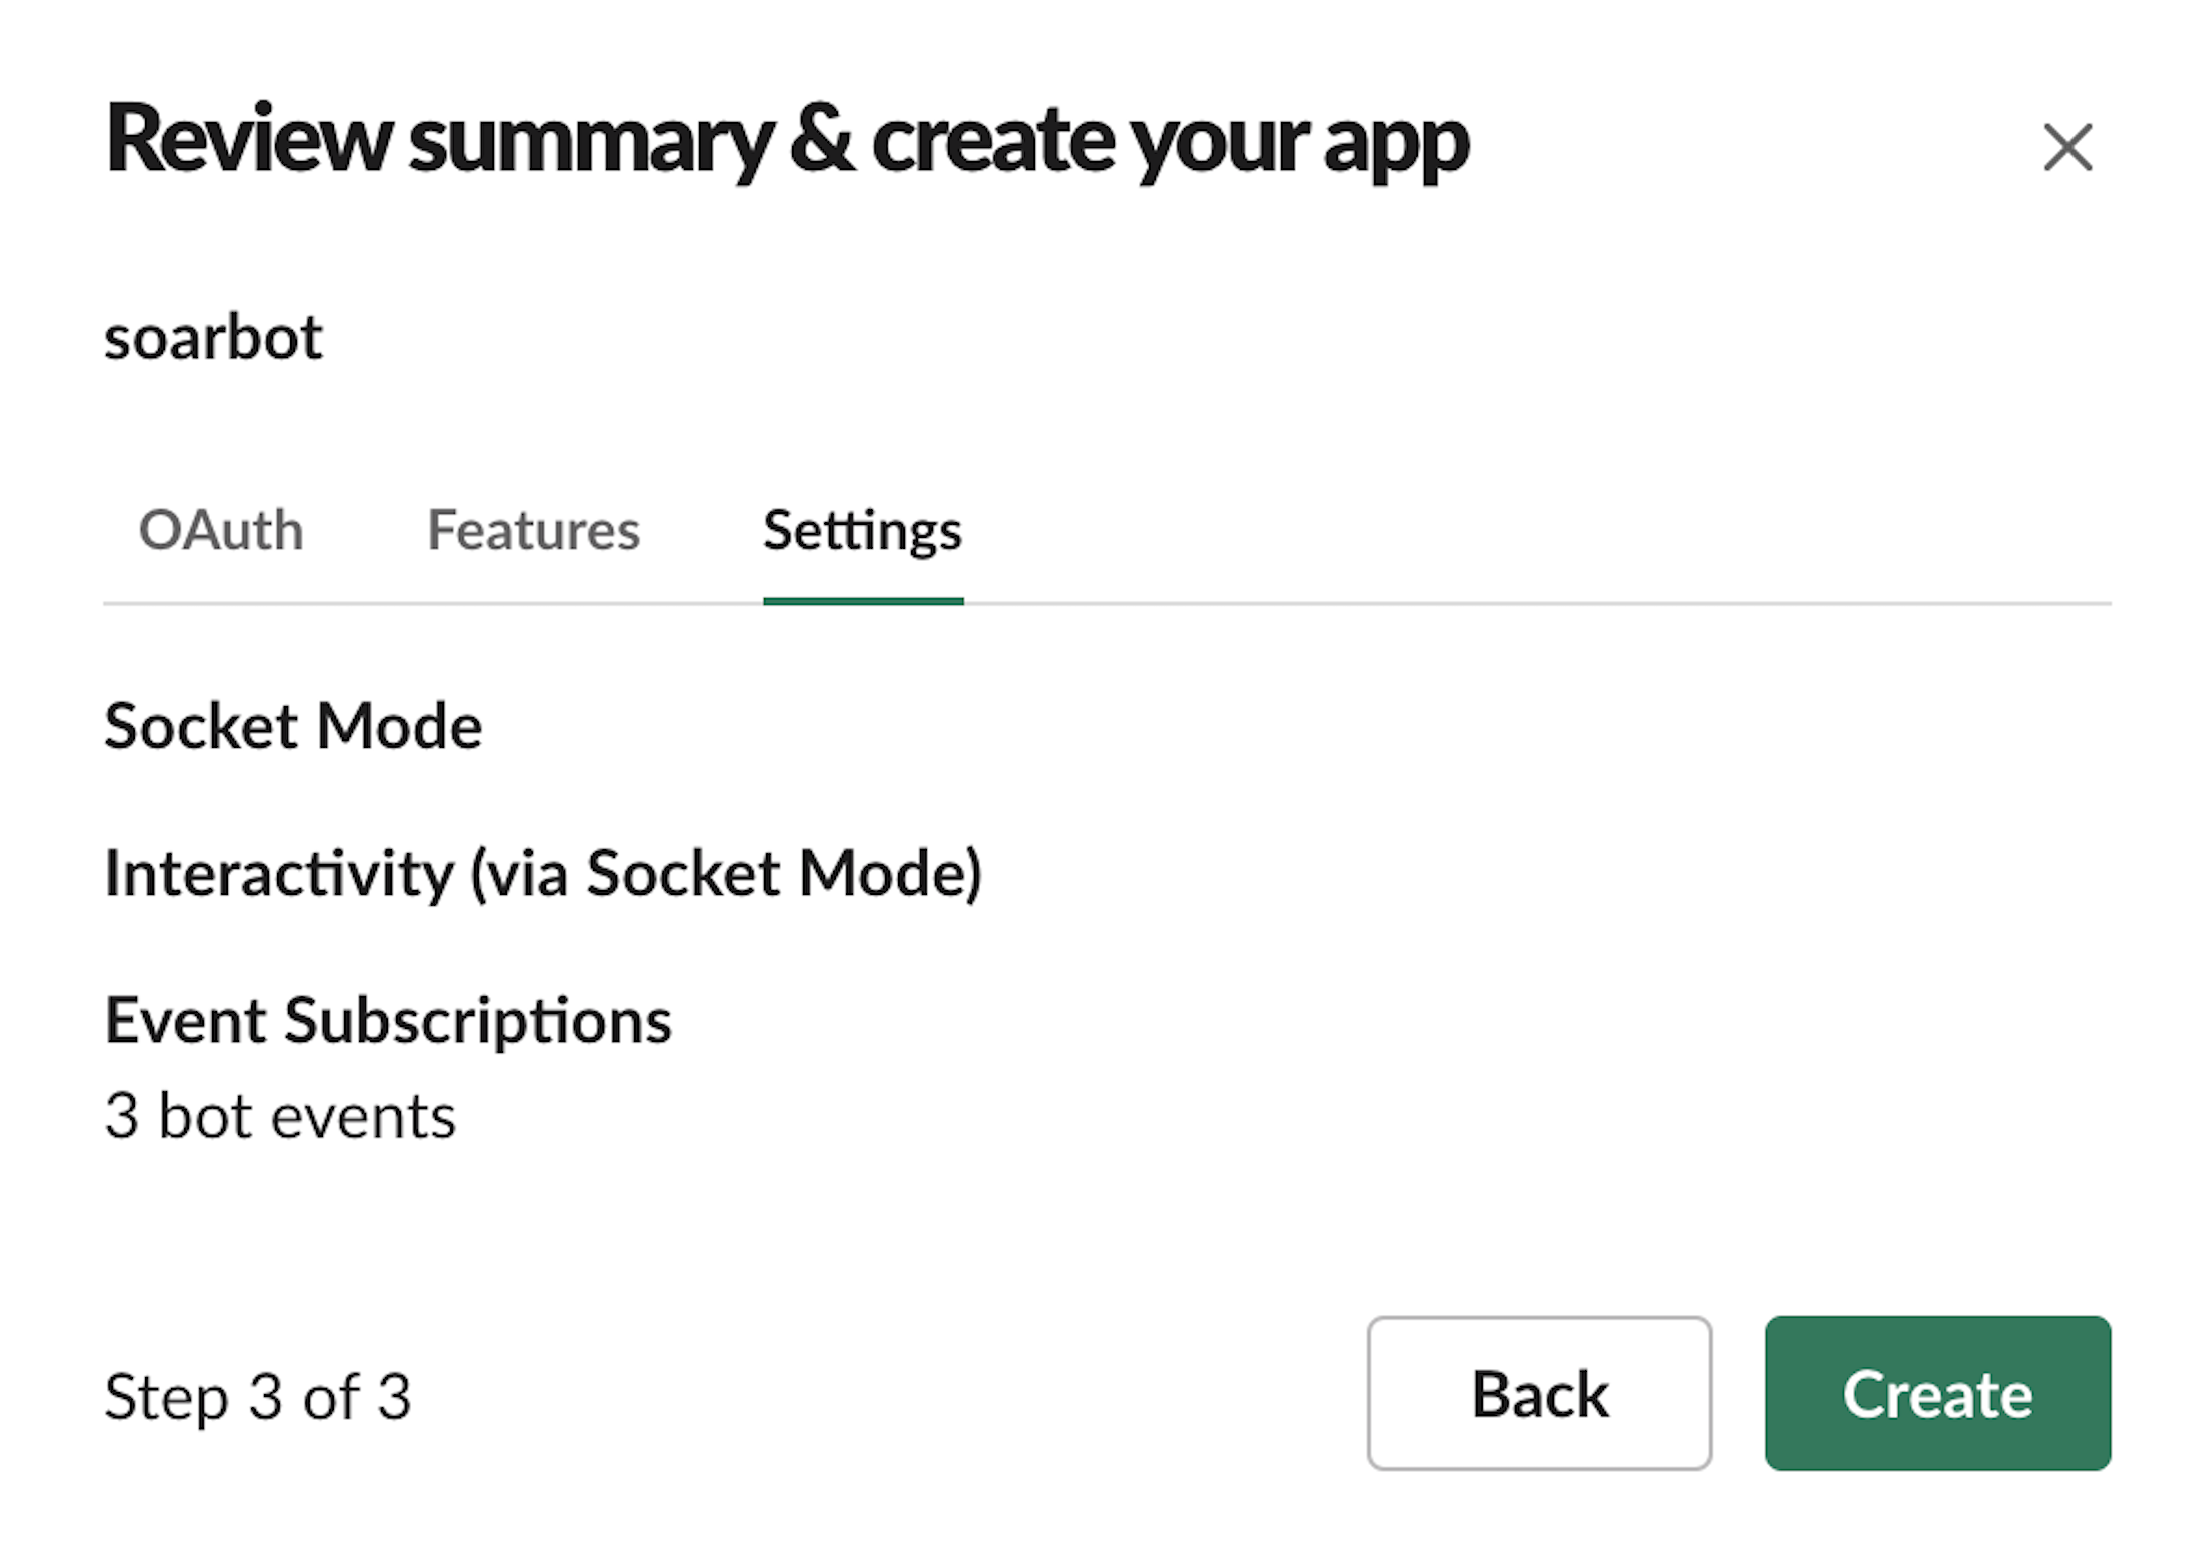 Review summary & create your app
soarbot
OAuth Features Settings
Socket Mode
Interactivity (via Socket Mode)
Event Subscriptions
3 bot events
Step 3 of 3 Back Create